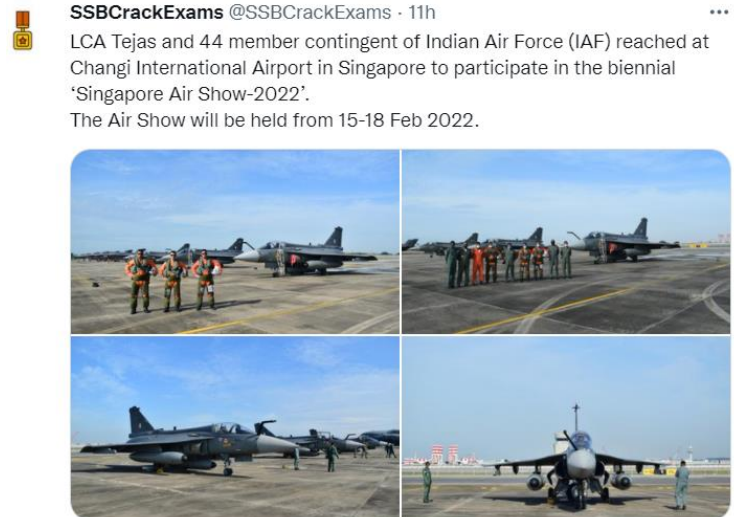 SSBCrackExams @SSBCrackExams · 11h
LCA Tejas and 44 member contingent of Indian Air Force (IAF) reached at
Changi International Airport in Singapore to participate in the biennial
‘Singapore Air Show-2022’.
The Air Show will be held from 15-18 Feb 2022.